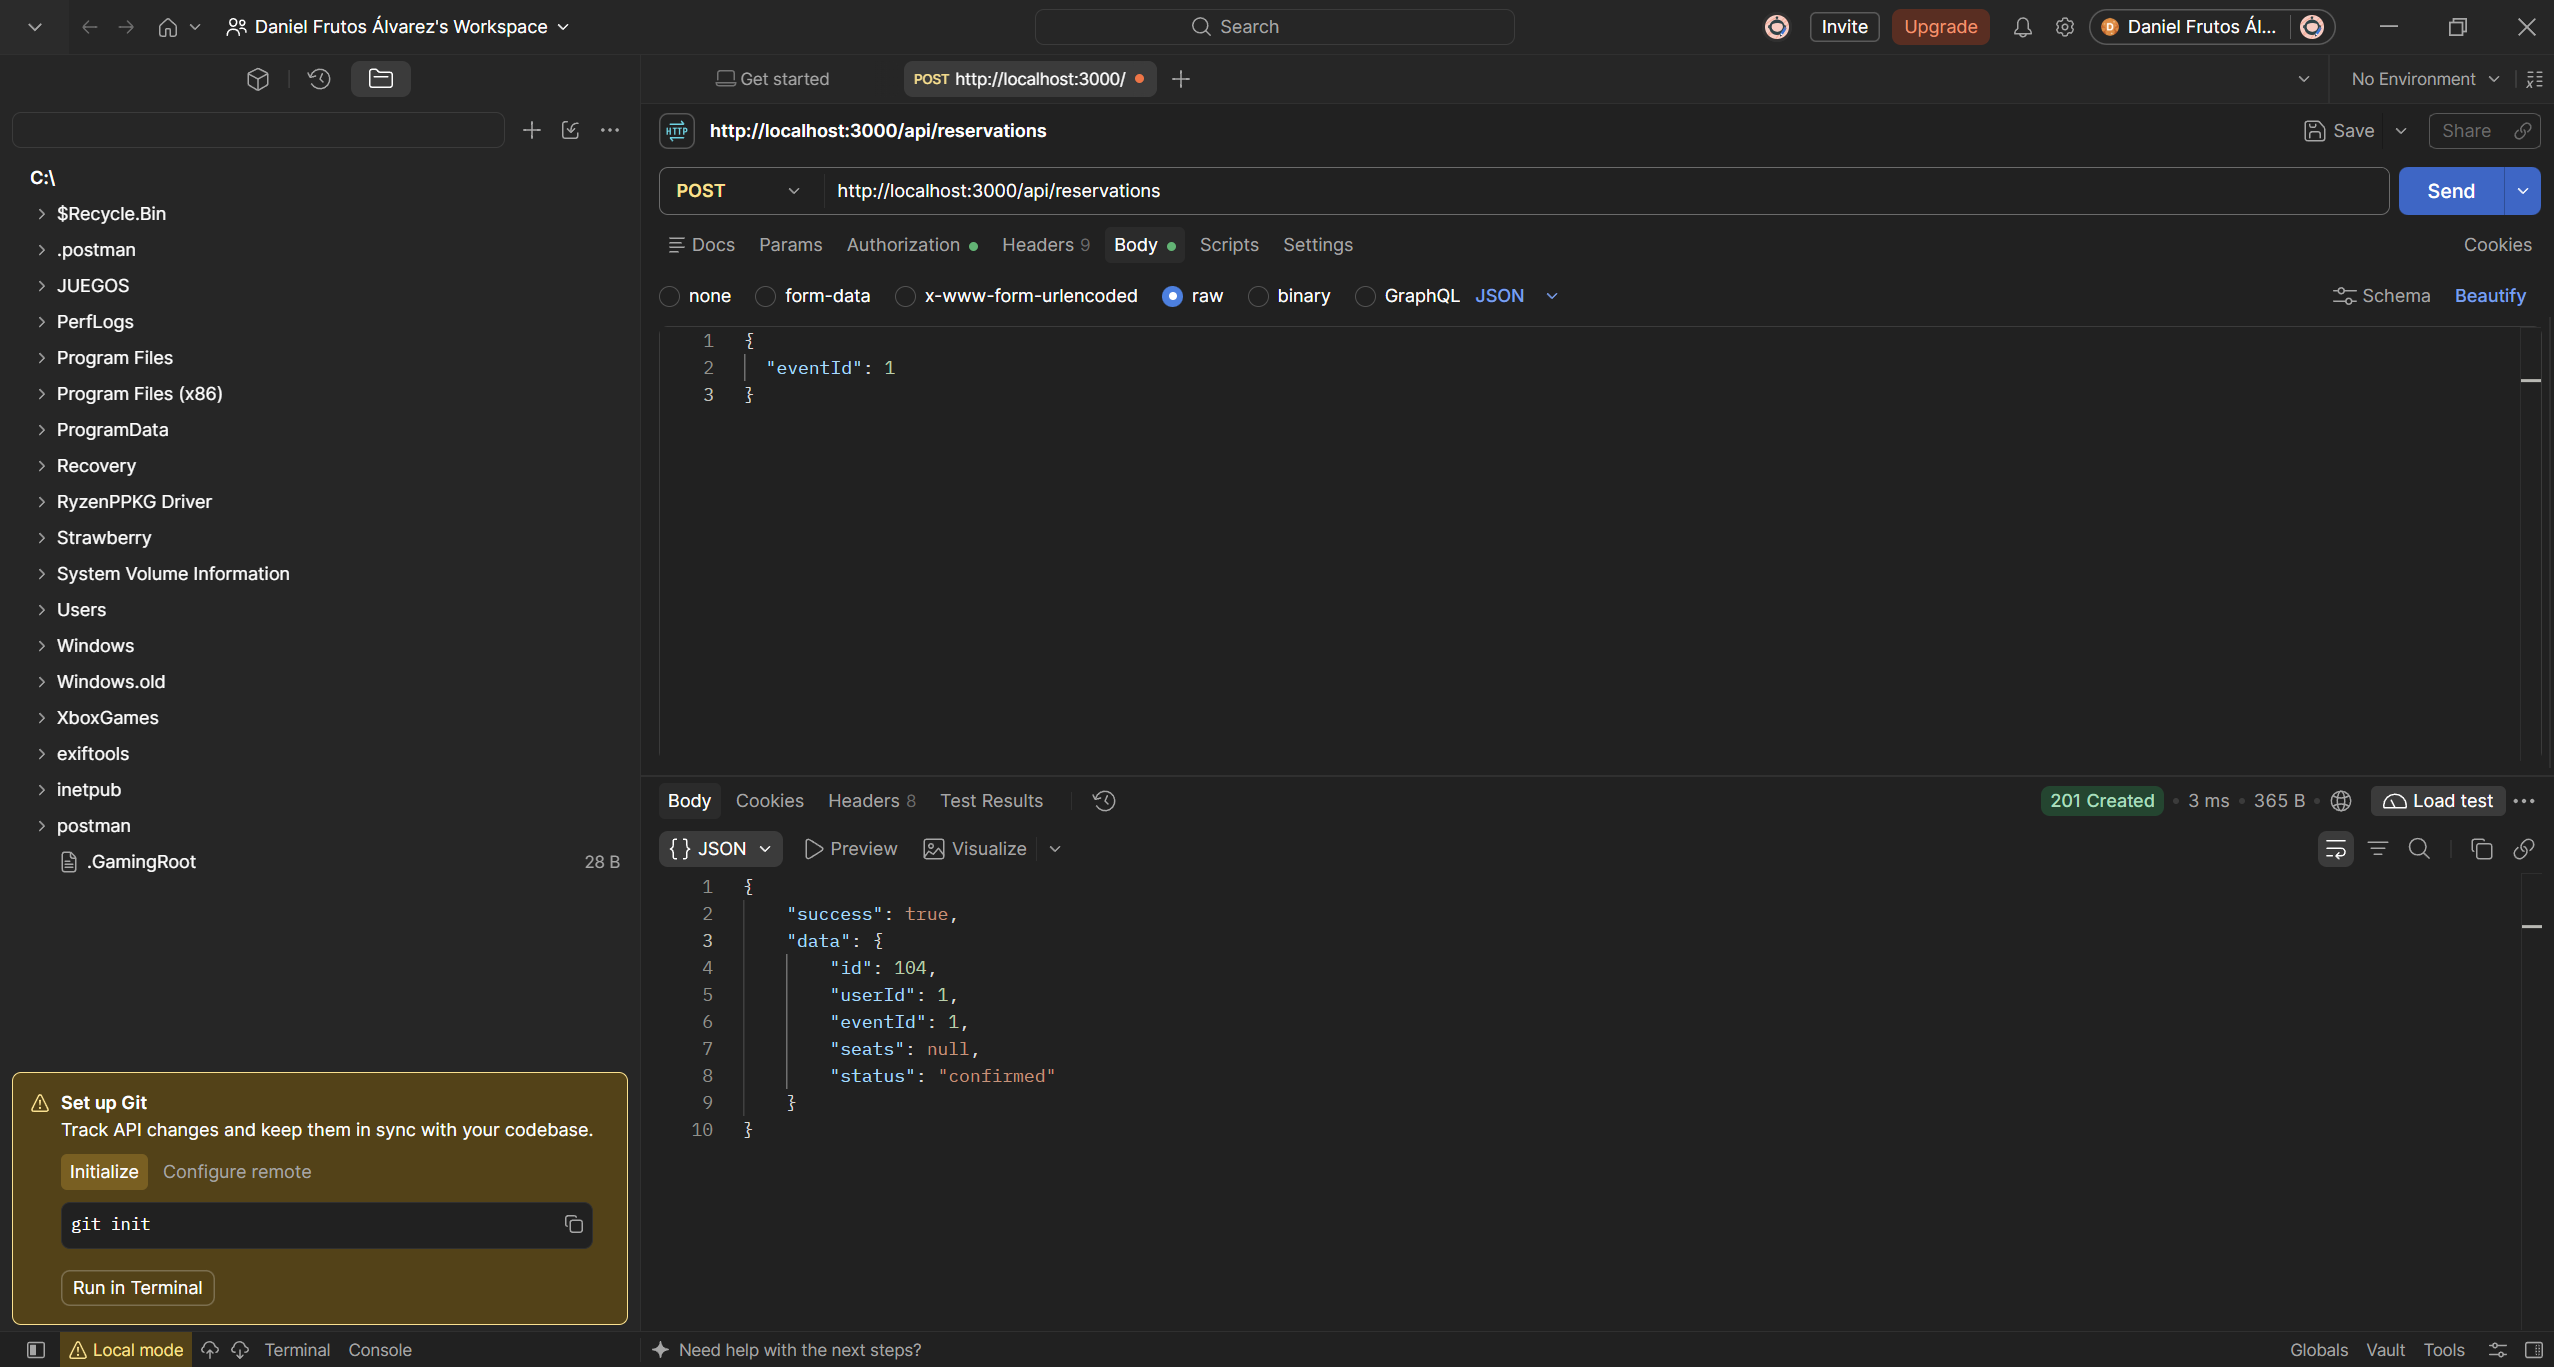 Daniel Frutos Álvarez's Workspace
Search
Invite
Upgrade
D
Daniel Frutos Ál...
Get started
POST http://localhost:3000/
No Environment
HTTP
http://localhost:3000/api/reservations
Save
Share
POST
http://localhost:3000/api/reservations
Send
Docs
Params
Authorization
Headers 9
Body
Scripts
Settings
Cookies
none
form-data
x-www-form-urlencoded
raw
binary
GraphQL
JSON
Schema
Beautify
1 {
2 "eventId": 1
3 }
C:\
$Recycle.Bin
.postman
JUEGOS
PerfLogs
Program Files
Program Files (x86)
ProgramData
Recovery
RyzenPPKG Driver
Strawberry
System Volume Information
Users
Windows
Windows.old
XboxGames
exiftools
inetpub
postman
.GamingRoot 28 B
Set up Git
Track API changes and keep them in sync with your codebase.
Initialize
Configure remote
git init
Run in Terminal
Body
Cookies
Headers 8
Test Results
201 Created
3 ms
365 B
Load test
{} JSON
Preview
Visualize
1 {
2 "success": true,
3 "data": {
4 "id": 104,
5 "userId": 1,
6 "eventId": 1,
7 "seats": null,
8 "status": "confirmed"
9 }
10 }
Local mode
Terminal
Console
Need help with the next steps?
Globals
Vault
Tools